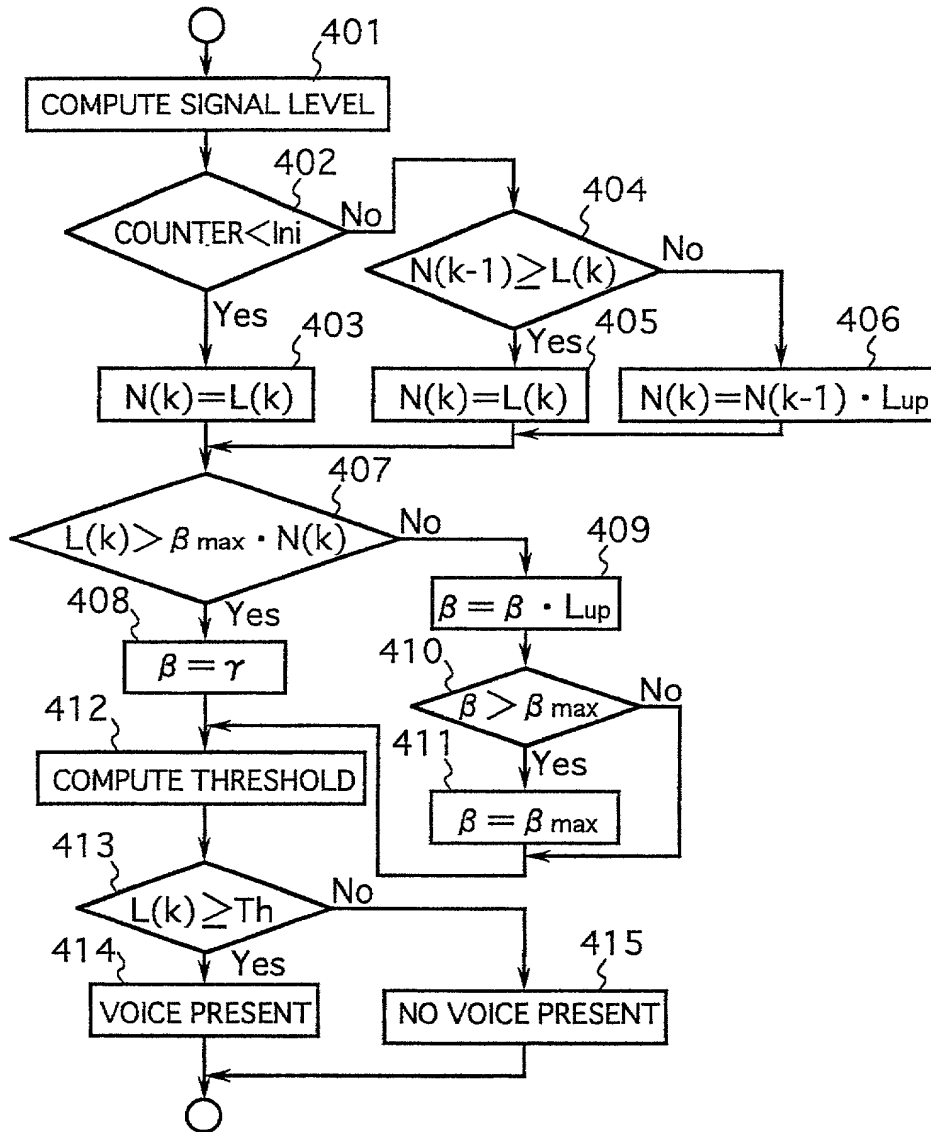 401
COMPUTE SIGNAL LEVEL
402
COUNTER<Ini
No
Yes
404
N(k-1)≥L(k)
No
Yes
403
N(k)=L(k)
405
N(k)=L(k)
406
N(k)=N(k-1)・Lup
407
L(k)>βmax・N(k)
No
Yes
408
β=γ
409
β=β・Lup
410
β>βmax
No
Yes
411
β=βmax
412
COMPUTE THRESHOLD
413
L(k)≥Th
No
Yes
414
VOICE PRESENT
415
NO VOICE PRESENT